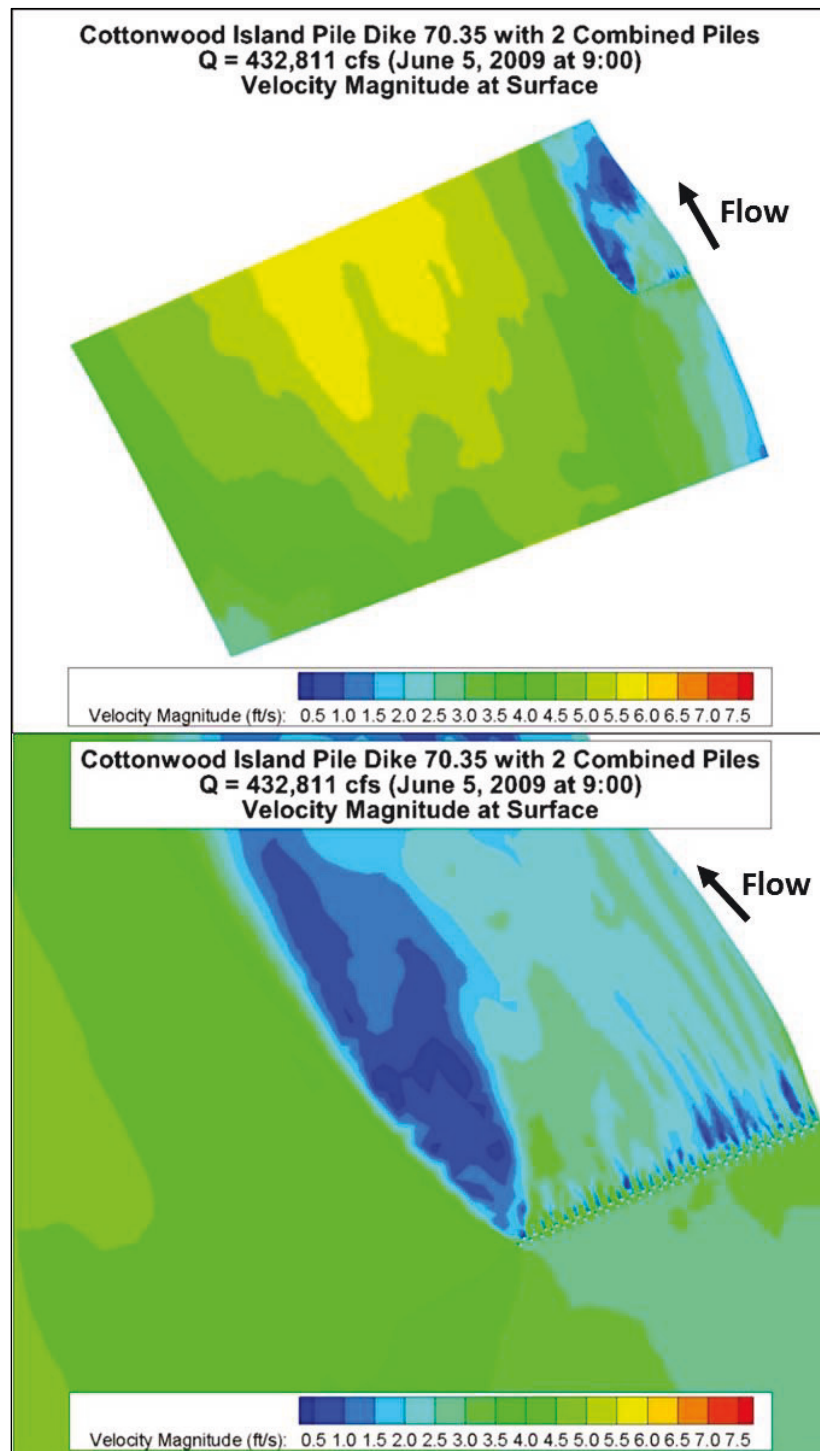 Cottonwood Island Pile Dike 70.35 with 2 Combined Piles
Q = 432,811 cfs (June 5, 2009 at 9:00)
Velocity Magnitude at Surface
Flow
Velocity Magnitude (ft/s): 0.5 1.0 1.5 2.0 2.5 3.0 3.5 4.0 4.5 5.0 5.5 6.0 6.5 7.0 7.5
Cottonwood Island Pile Dike 70.35 with 2 Combined Piles
Q = 432,811 cfs (June 5, 2009 at 9:00)
Velocity Magnitude at Surface
Flow
Velocity Magnitude (ft/s): 0.5 1.0 1.5 2.0 2.5 3.0 3.5 4.0 4.5 5.0 5.5 6.0 6.5 7.0 7.5